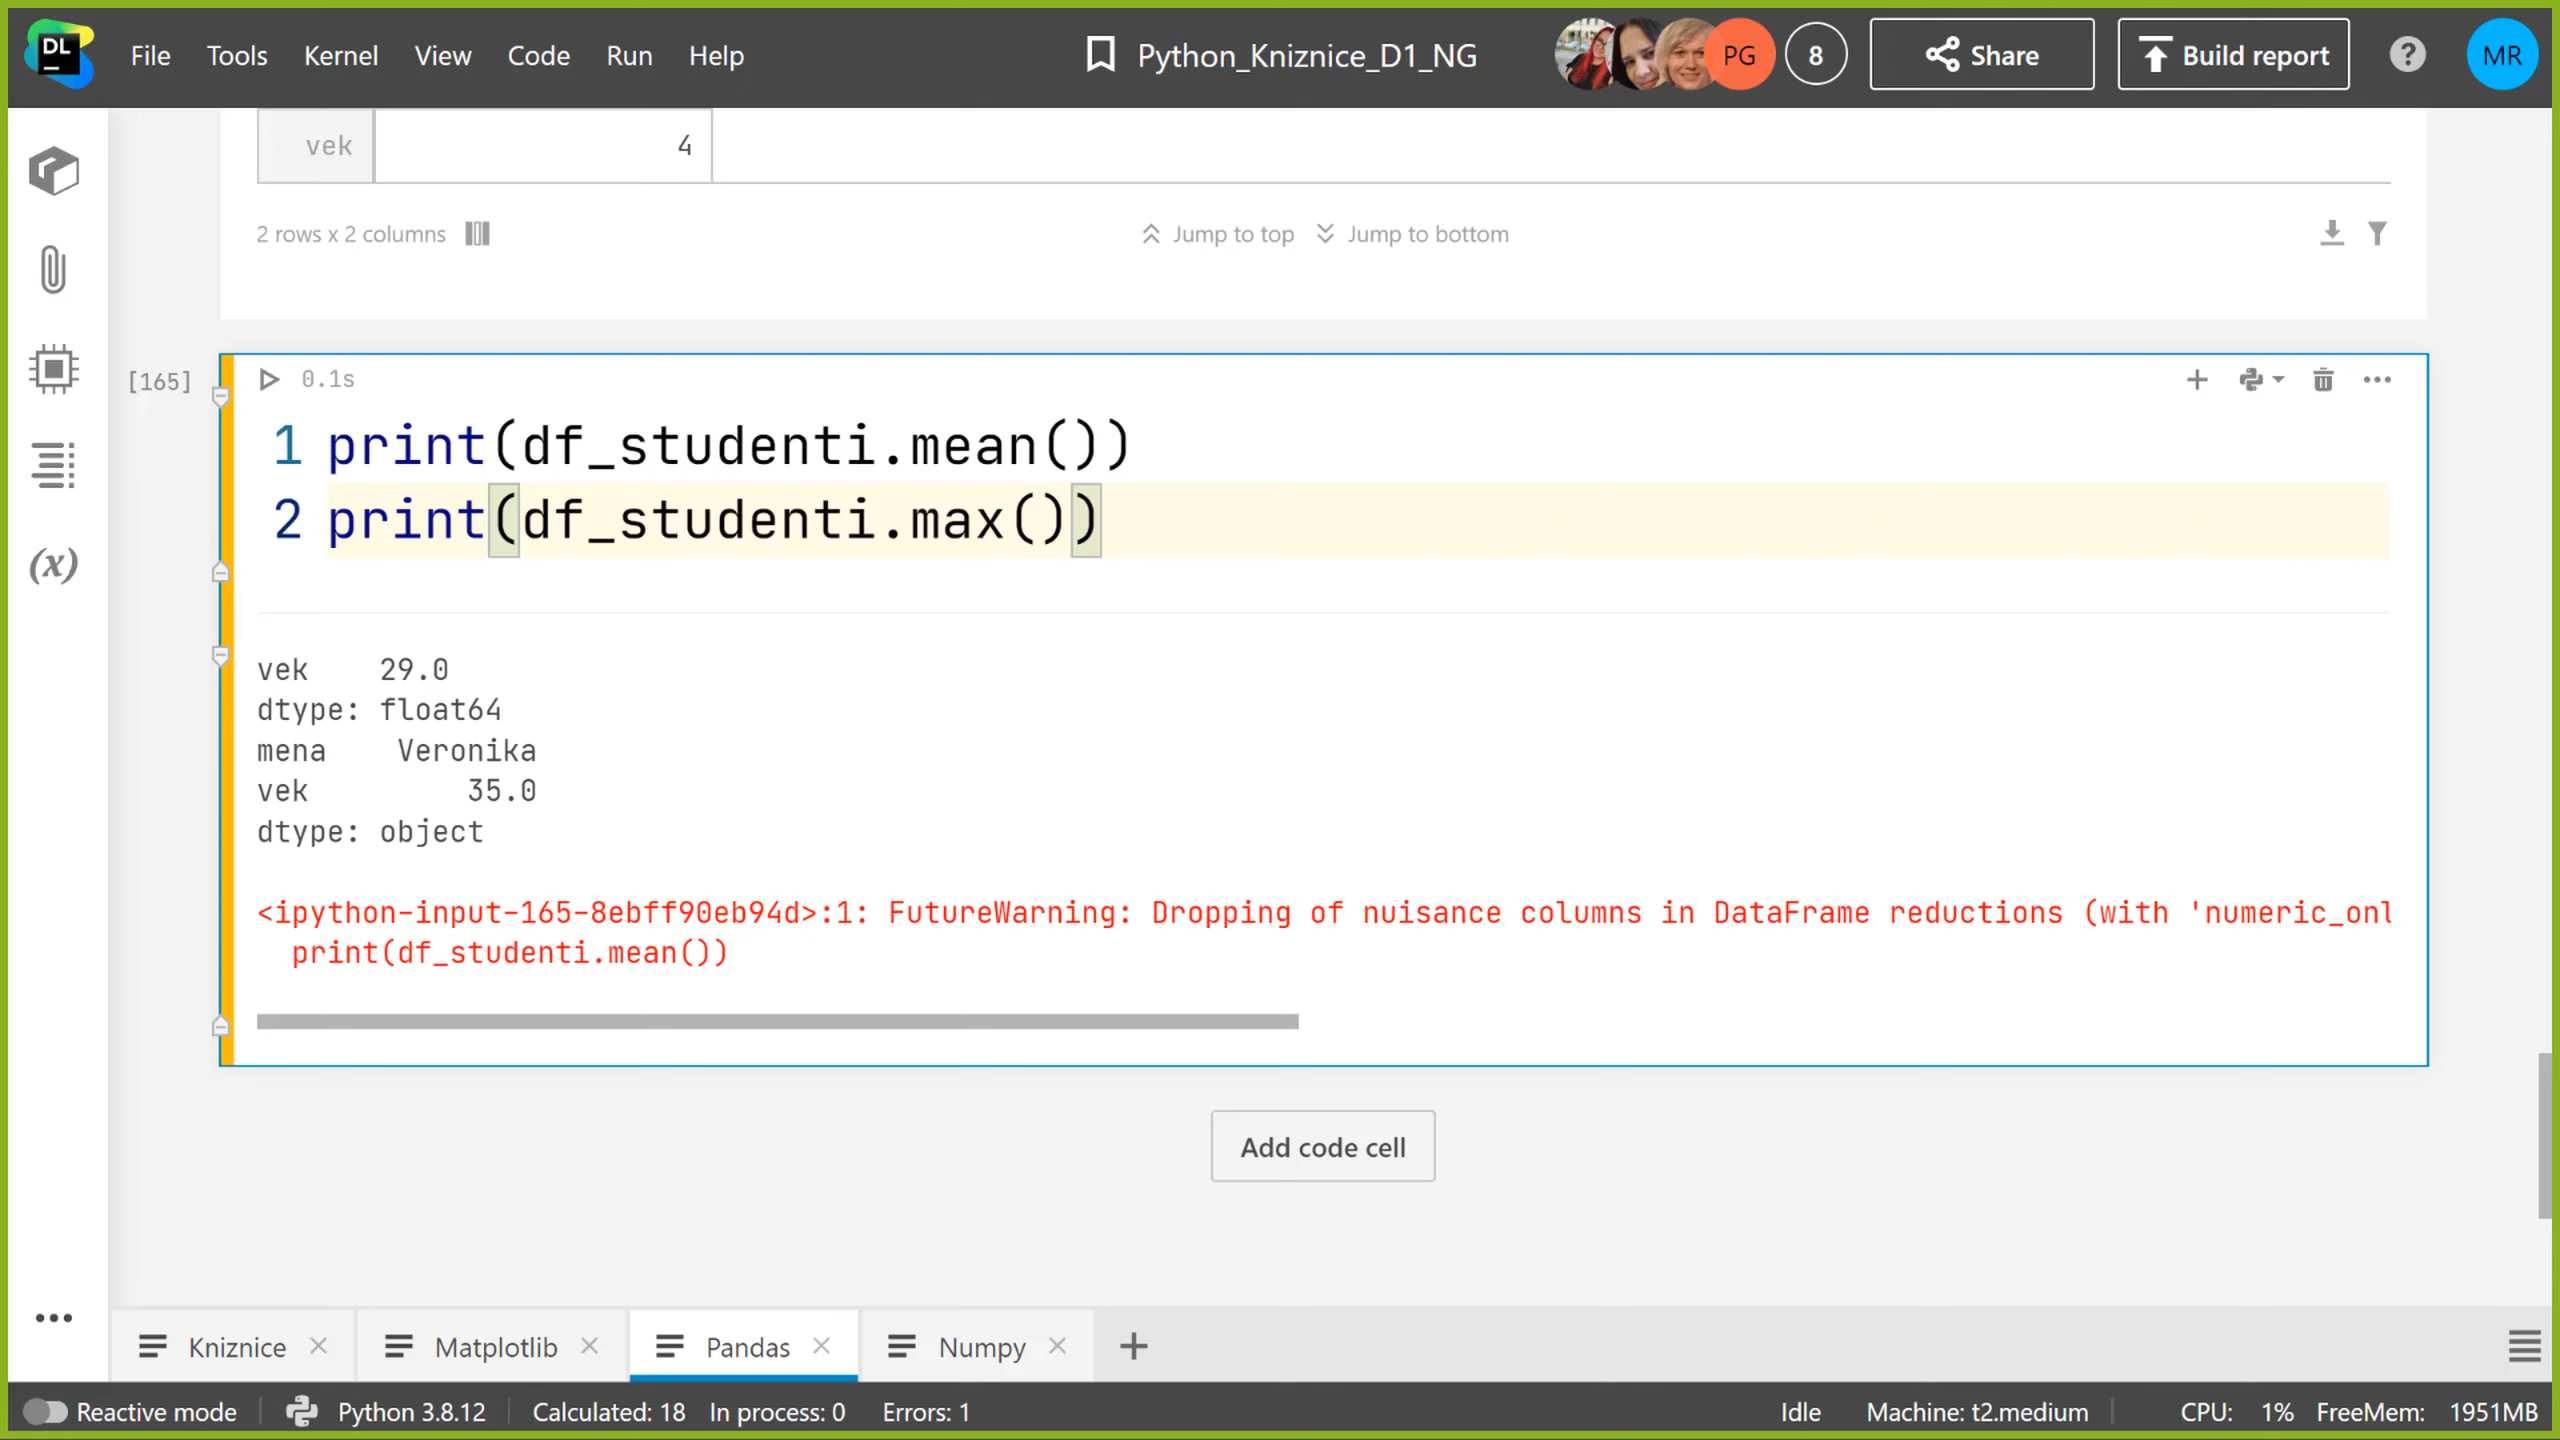 DL
File Tools Kernel View Code Run Help
Python_Kniznice_D1_NG
PG
8
Share
Build report
?
MR
vek 4
2 rows x 2 columns
Jump to top Jump to bottom
[165]
0.1s
1 print(df_studenti.mean())
2 print(df_studenti.max())
(x)
vek 29.0
dtype: float64
mena Veronika
vek 35.0
dtype: object
<ipython-input-165-8ebff90eb94d>:1: FutureWarning: Dropping of nuisance columns in DataFrame reductions (with 'numeric_onl
print(df_studenti.mean())
Add code cell
Kniznice Matplotlib Pandas Numpy
Reactive mode Python 3.8.12 Calculated: 18 In process: 0 Errors: 1 Idle Machine: t2.medium CPU: 1% FreeMem: 1951MB